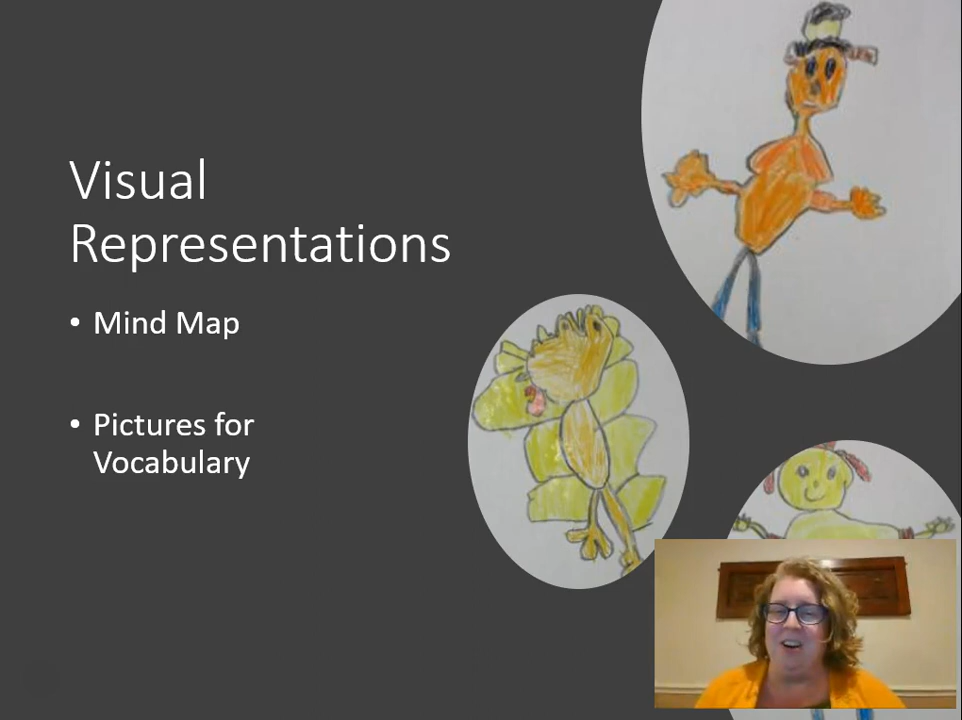 Visual
Representations
• Mind Map
• Pictures for
Vocabulary